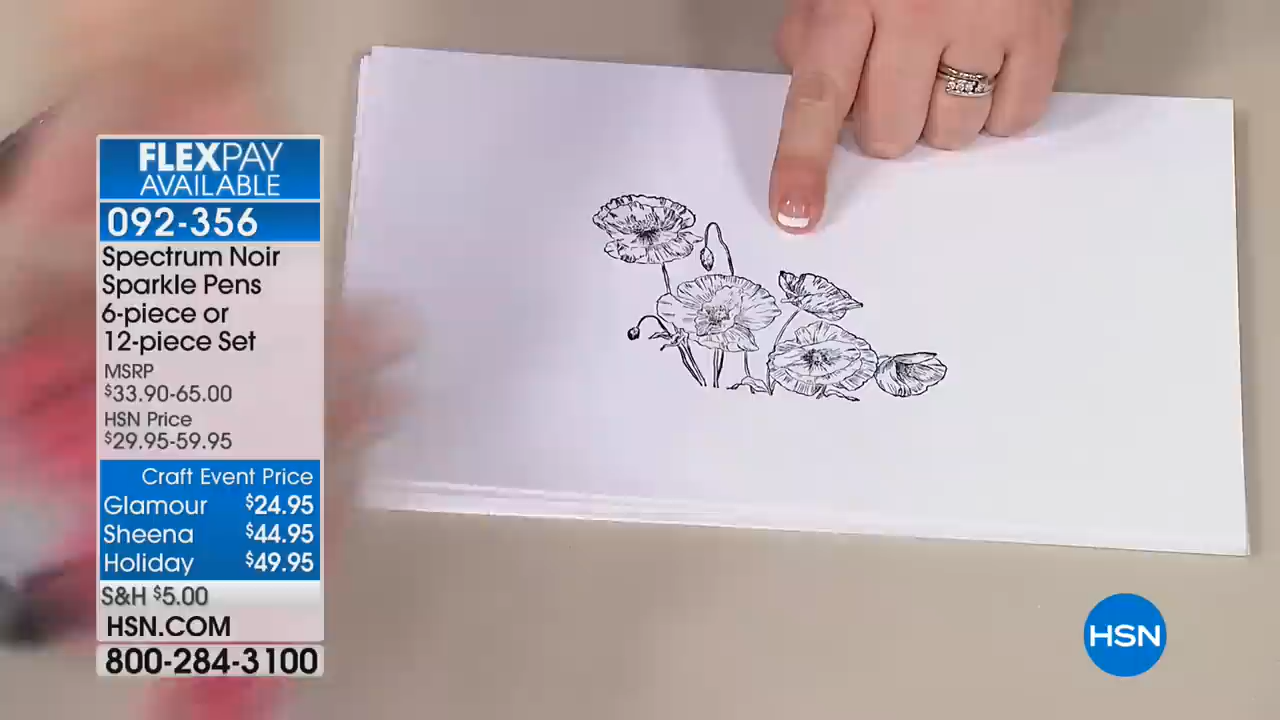 FLEXPAY
AVAILABLE
092-356
Spectrum Noir
Sparkle Pens
6-piece or
12-piece Set
MSRP
$33.90-65.00
HSN Price
$29.95-59.95
Craft Event Price
Glamour $24.95
Sheena $44.95
Holiday $49.95
S&H $5.00
HSN.COM
800-284-3100
HSN